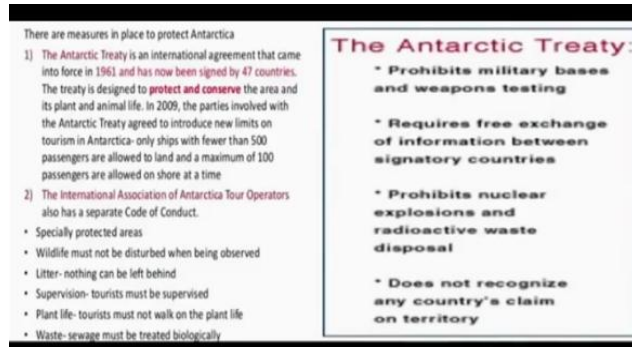 There are measures in place to protect Antarctica
1) The Antarctic Treaty is an international agreement that came
into force in 1961 and has now been signed by 47 countries.
The treaty is designed to protect and conserve the area and
its plant and animal life. In 2009, the parties involved with
the Antarctic Treaty agreed to introduce new limits on
tourism in Antarctica- only ships with fewer than 500
passengers are allowed to land and a maximum of 100
passengers are allowed on shore at a time
2) The International Association of Antarctica Tour Operators
also has a separate Code of Conduct.
• Specially protected areas
• Wildlife must not be disturbed when being observed
• Litter- nothing can be left behind
• Supervision- tourists must be supervised
• Plant life- tourists must not walk on the plant life
• Waste- sewage must be treated biologically
The Antarctic Treaty:
* Prohibits military bases
and weapons testing
* Requires free exchange
of information between
signatory countries
* Prohibits nuclear
explosions and
radioactive waste
disposal
* Does not recognize
any country's claim
on territory